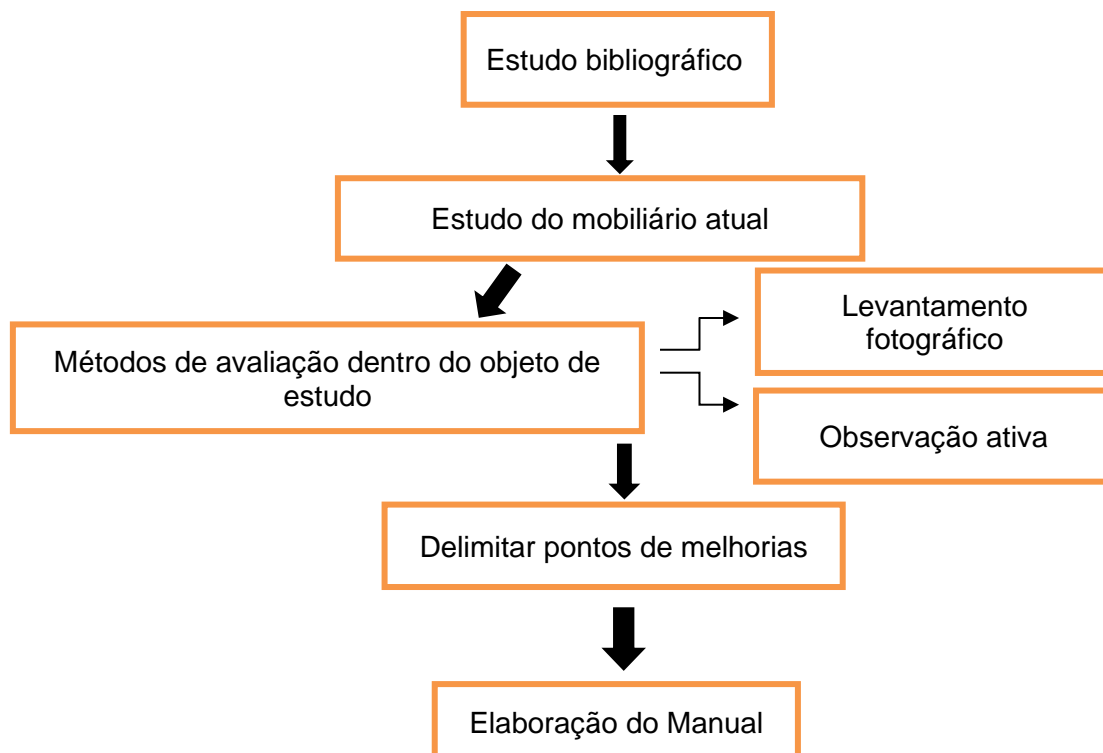 Estudo bibliográfico
Estudo do mobiliário atual
Métodos de avaliação dentro do objeto de
estudo
Levantamento
fotográfico
Observação ativa
Delimitar pontos de melhorias
Elaboração do Manual